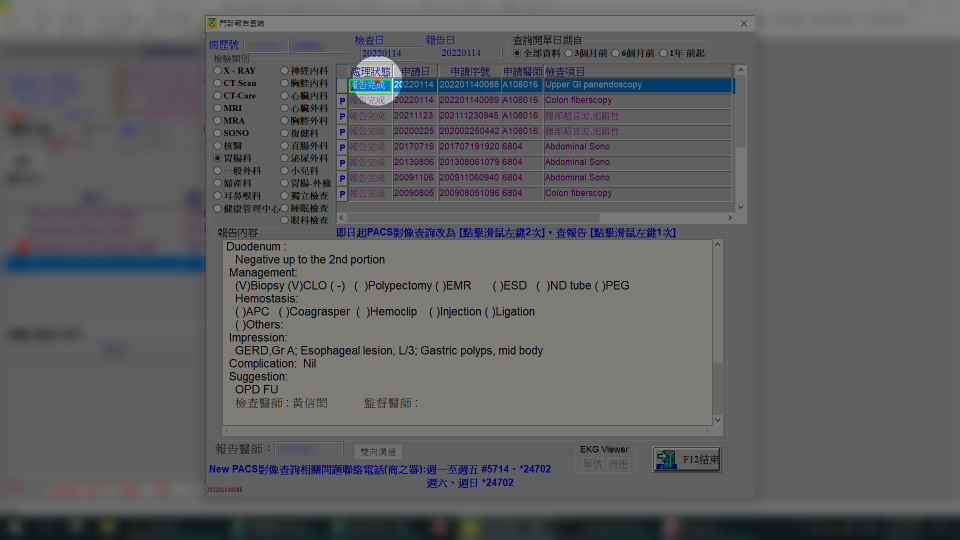 門診報告查詢
病歷號
檢查日 報告日 查詢開單日期自
20220114 20220114 全部資料 3個月前 6個月前 1年 前起
檢驗類別
X - RAY 神經內科
CT Scan 胸腔內科
CT-Care 心臟內科
MRI 心臟外科
MRA 胸腔外科
SONO 復健科
核醫 直腸外科
胃腸科 泌尿外科
一般外科 小兒科
婦產科 胃腸-外檢
耳鼻喉科 獨立檢查
健康管理中心 睡眠檢查
眼科檢查
處理狀態 申請日 申請序號 申請醫師 檢查項目
報告完成 20220114 202201140088 A108016 Upper GI panendoscopy
P 報告完成 20220114 202201140089 A108016 Colon fiberscopy
P 報告完成 20211123 202111230945 A108016 腹部超音波,追蹤性
P 報告完成 20200225 202002250442 A108016 腹部超音波,追蹤性
P 報告完成 20170719 201707191920 6804 Abdominal Sono
P 報告完成 20130806 201308061079 6804 Abdominal Sono
P 報告完成 20091106 200911060940 6804 Abdominal Sono
P 報告完成 20090805 200908051096 6804 Colon fiberscopy
報告內容 即日起PACS影像查詢改為 [點擊滑鼠左鍵2次]，查報告 [點擊滑鼠左鍵1次]
Duodenum :
Negative up to the 2nd portion
Management:
(V)Biopsy (V)CLO ( -) ( )Polypectomy ( )EMR ( )ESD ( )ND tube ( )PEG
Hemostasis:
( )APC ( )Coagrasper ( )Hemoclip ( )Injection ( )Ligation
( )Others:
Impression:
GERD,Gr A; Esophageal lesion, L/3; Gastric polyps, mid body
Complication: Nil
Suggestion:
OPD FU
檢查醫師：黃信閎 監督醫師：
報告醫師： 雙向溝通 EKG Viewer
單號 病患 F12結束
New PACS影像查詢相關問題聯絡電話(商之器):週一至週五 #5714、*24702
週六、週日 *24702
202201140088